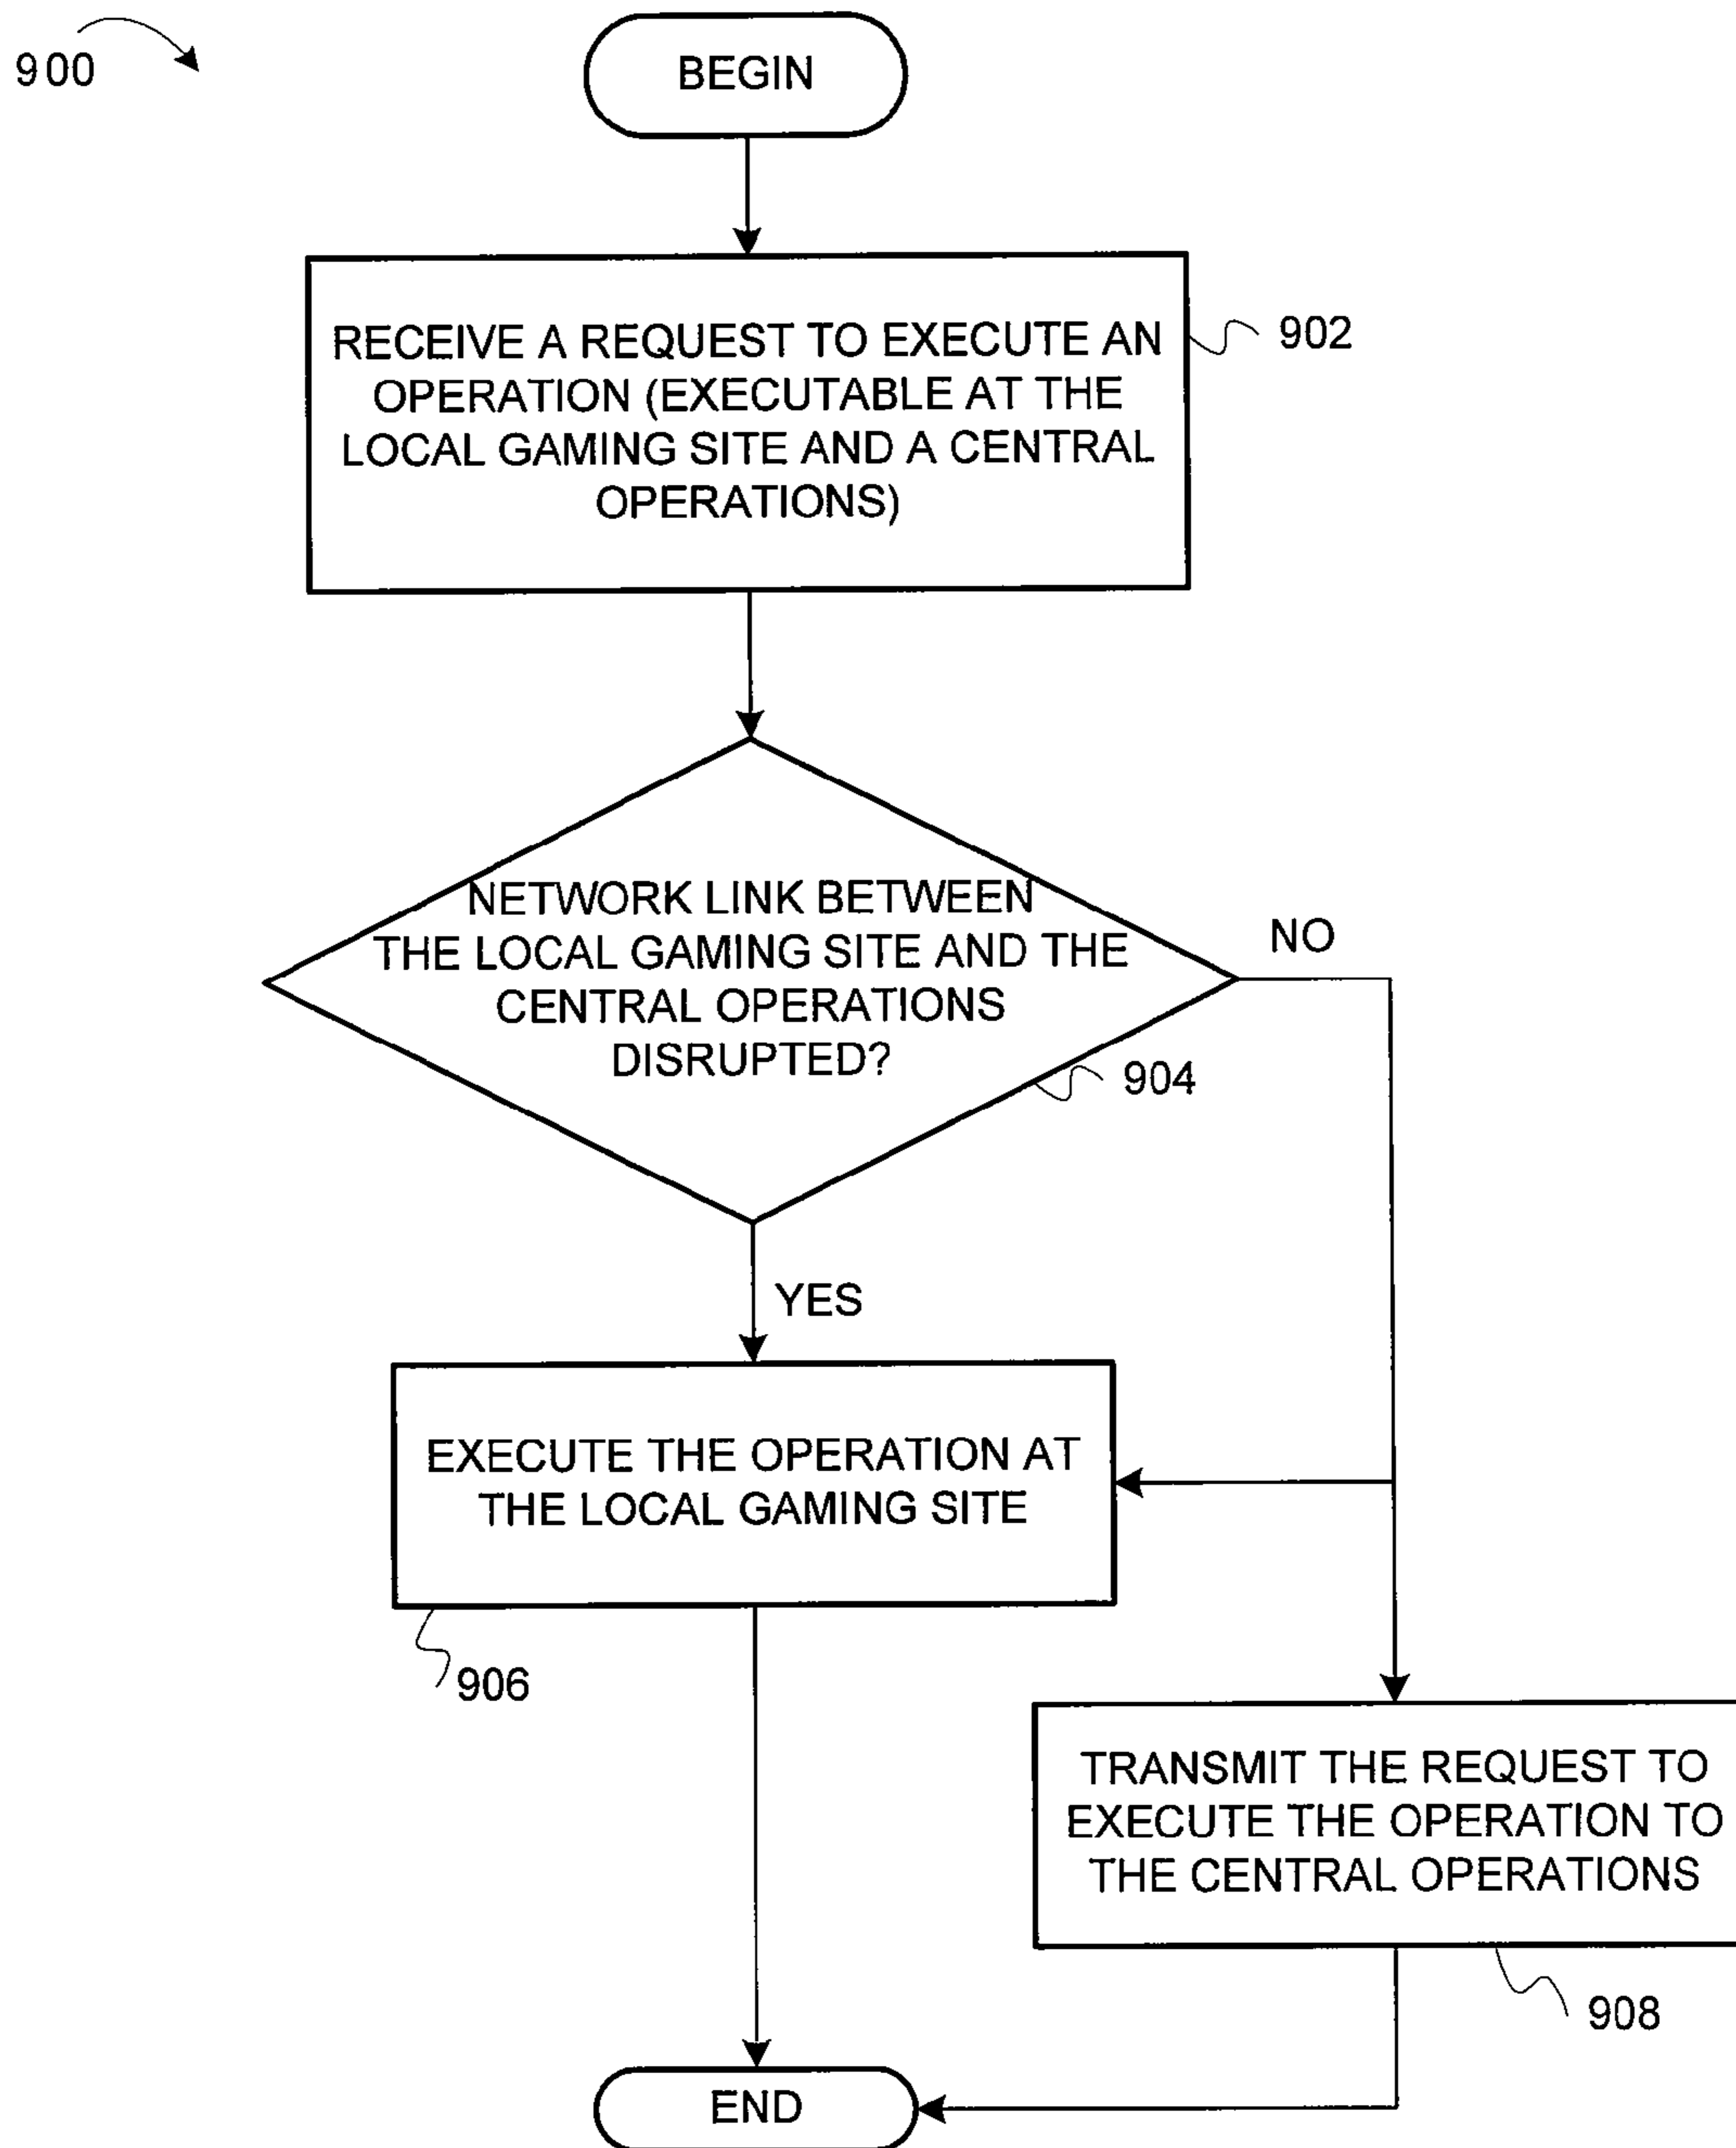 900
BEGIN
RECEIVE A REQUEST TO EXECUTE AN
OPERATION (EXECUTABLE AT THE
LOCAL GAMING SITE AND A CENTRAL
OPERATIONS)
902
NETWORK LINK BETWEEN
THE LOCAL GAMING SITE AND THE
CENTRAL OPERATIONS
DISRUPTED?
NO
904
YES
EXECUTE THE OPERATION AT
THE LOCAL GAMING SITE
906
TRANSMIT THE REQUEST TO
EXECUTE THE OPERATION TO
THE CENTRAL OPERATIONS
908
END